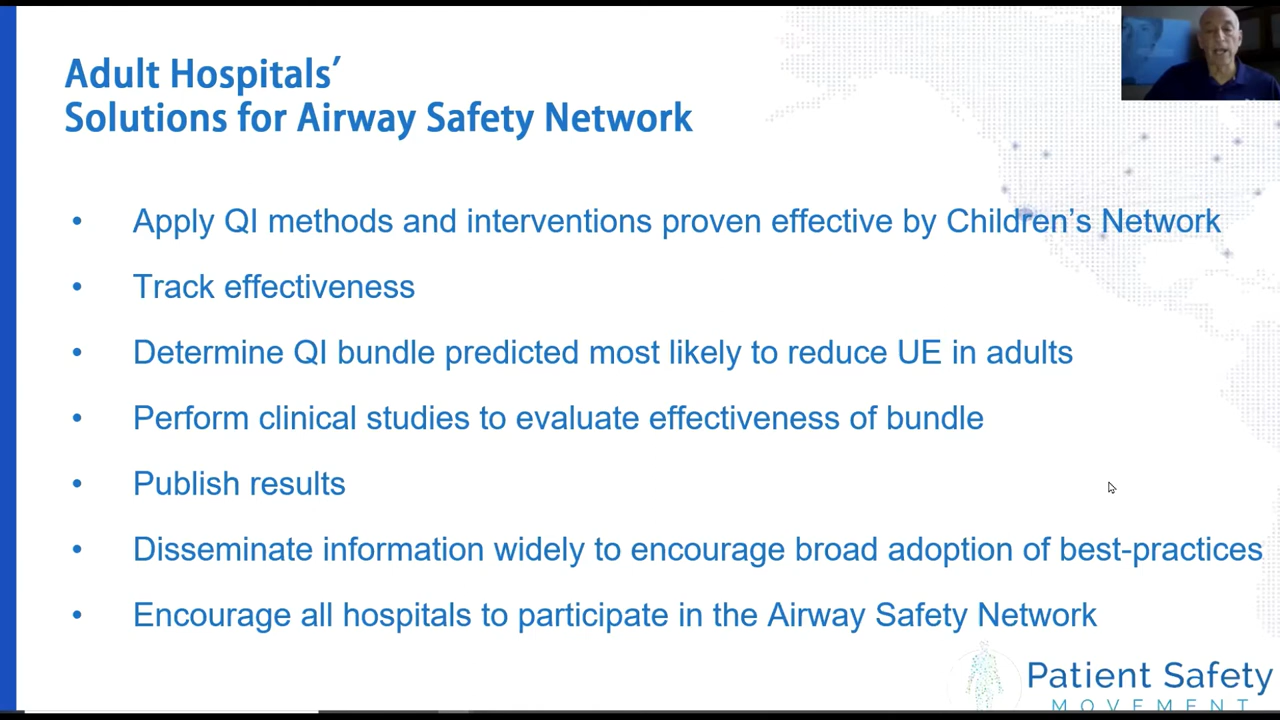 Adult Hospitals’
Solutions for Airway Safety Network
• Apply QI methods and interventions proven effective by Children’s Network
• Track effectiveness
• Determine QI bundle predicted most likely to reduce UE in adults
• Perform clinical studies to evaluate effectiveness of bundle
• Publish results
• Disseminate information widely to encourage broad adoption of best-practices
• Encourage all hospitals to participate in the Airway Safety Network
Patient Safety
MOVEMENT